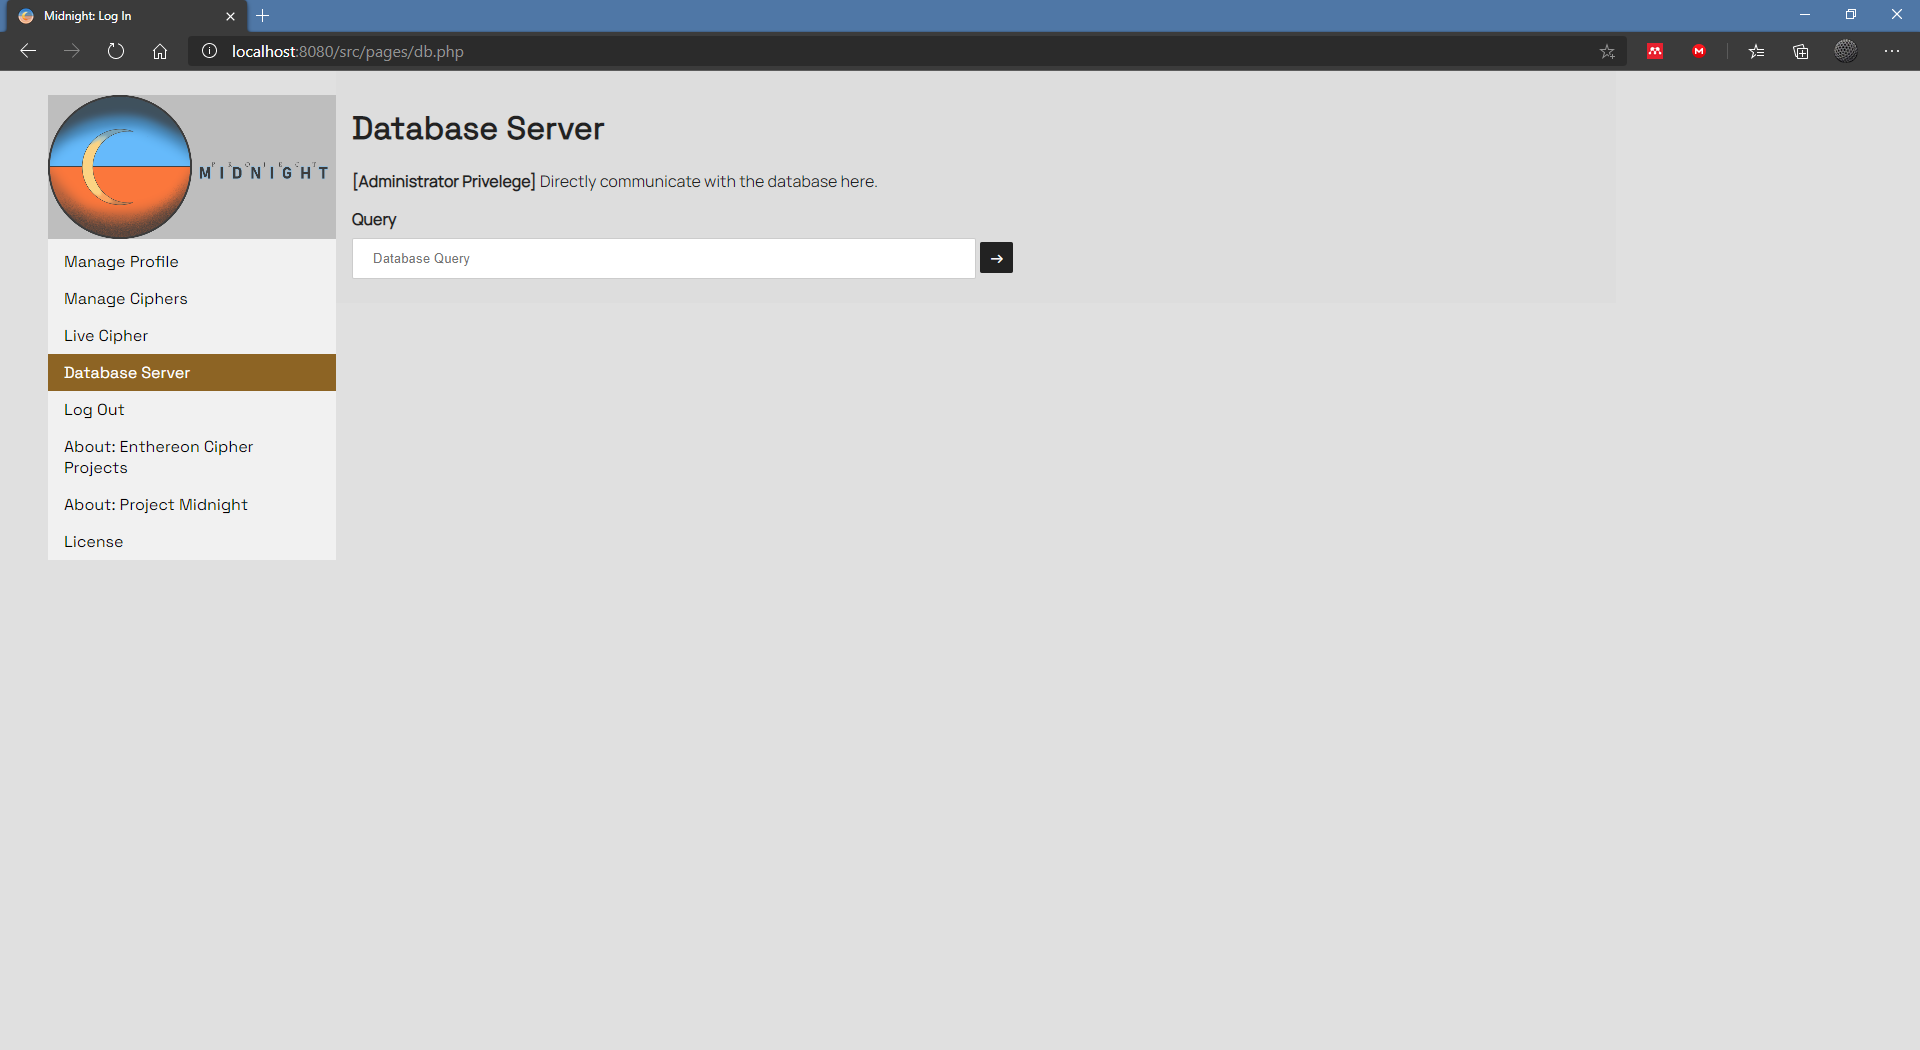 Midnight: Log In
localhost:8080/src/pages/db.php
PROJECT
MIDNIGHT
Manage Profile
Manage Ciphers
Live Cipher
Database Server
Log Out
About: Enthereon Cipher
Projects
About: Project Midnight
License
Database Server
[Administrator Privelege] Directly communicate with the database here.
Query
Database Query